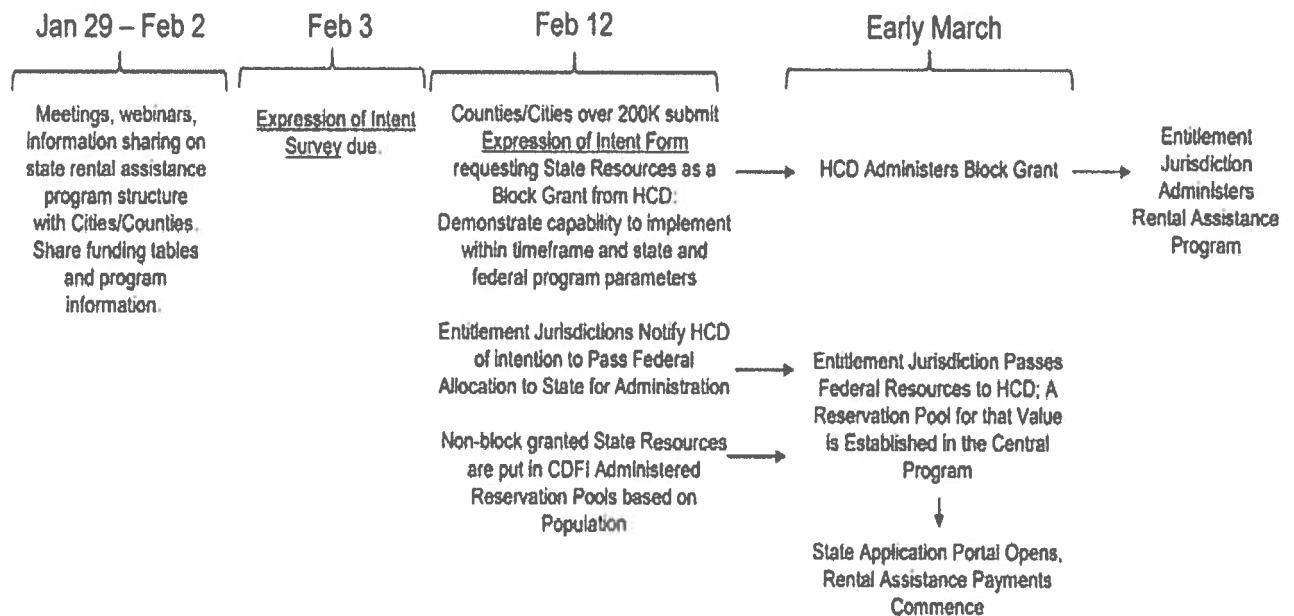 Jan 29 – Feb 2
Feb 3
Feb 12
Early March
Meetings, webinars,
information sharing on
state rental assistance
program structure
with Cities/Counties.
Share funding tables
and program
information.
Expression of Intent
Survey due.
Counties/Cities over 200K submit
Expression of Intent Form
requesting State Resources as a
Block Grant from HCD:
Demonstrate capability to implement
within timeframe and state and
federal program parameters
HCD Administers Block Grant
Entitlement
Jurisdiction
Administers
Rental Assistance
Program
Entitlement Jurisdictions Notify HCD
of intention to Pass Federal
Allocation to State for Administration
Entitlement Jurisdiction Passes
Federal Resources to HCD; A
Reservation Pool for that Value
is Established in the Central
Program
Non-block granted State Resources
are put in CDFI Administered
Reservation Pools based on
Population
State Application Portal Opens,
Rental Assistance Payments
Commence